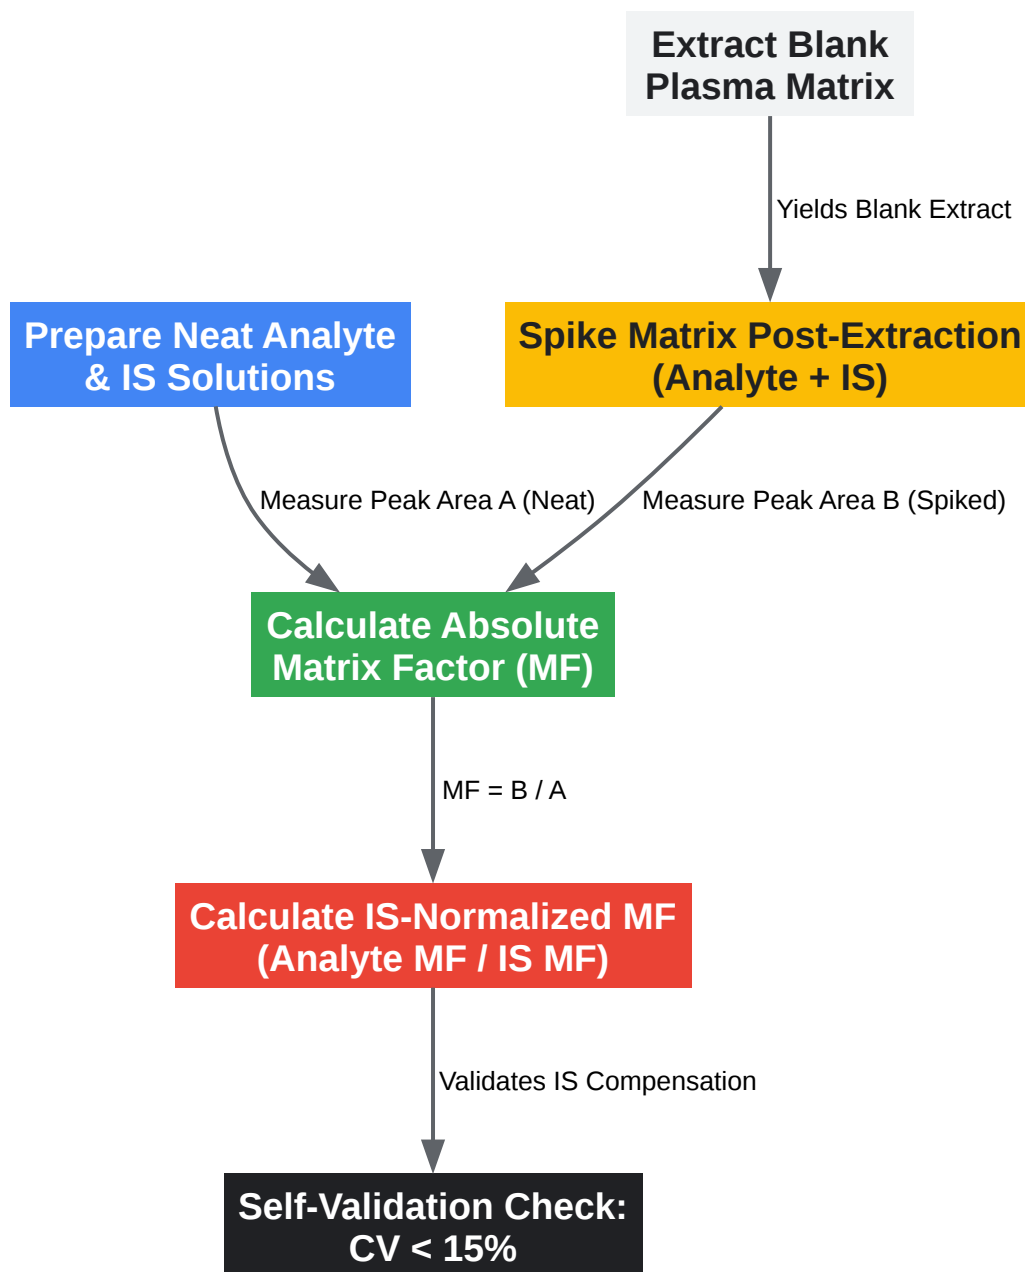 Extract Blank
Plasma Matrix
Yields Blank Extract
Prepare Neat Analyte
& IS Solutions
Spike Matrix Post-Extraction
(Analyte + IS)
Measure Peak Area A (Neat)
Measure Peak Area B (Spiked)
Calculate Absolute
Matrix Factor (MF)
MF = B / A
Calculate IS-Normalized MF
(Analyte MF / IS MF)
Validates IS Compensation
Self-Validation Check:
CV < 15%